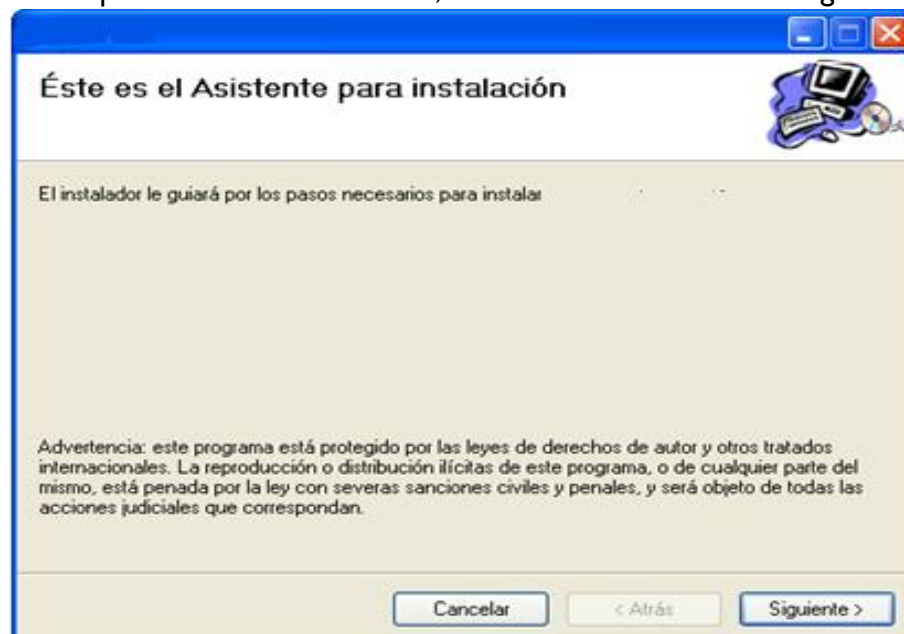 Éste es el Asistente para instalación
El instalador le guiará por los pasos necesarios para instalar
Advertencia: este programa está protegido por las leyes de derechos de autor y otros tratados
internacionales. La reproducción o distribución ilícitas de este programa, o de cualquier parte del
mismo, está penada por la ley con severas sanciones civiles y penales, y será objeto de todas las
acciones judiciales que correspondan.
Cancelar < Atrás Siguiente >